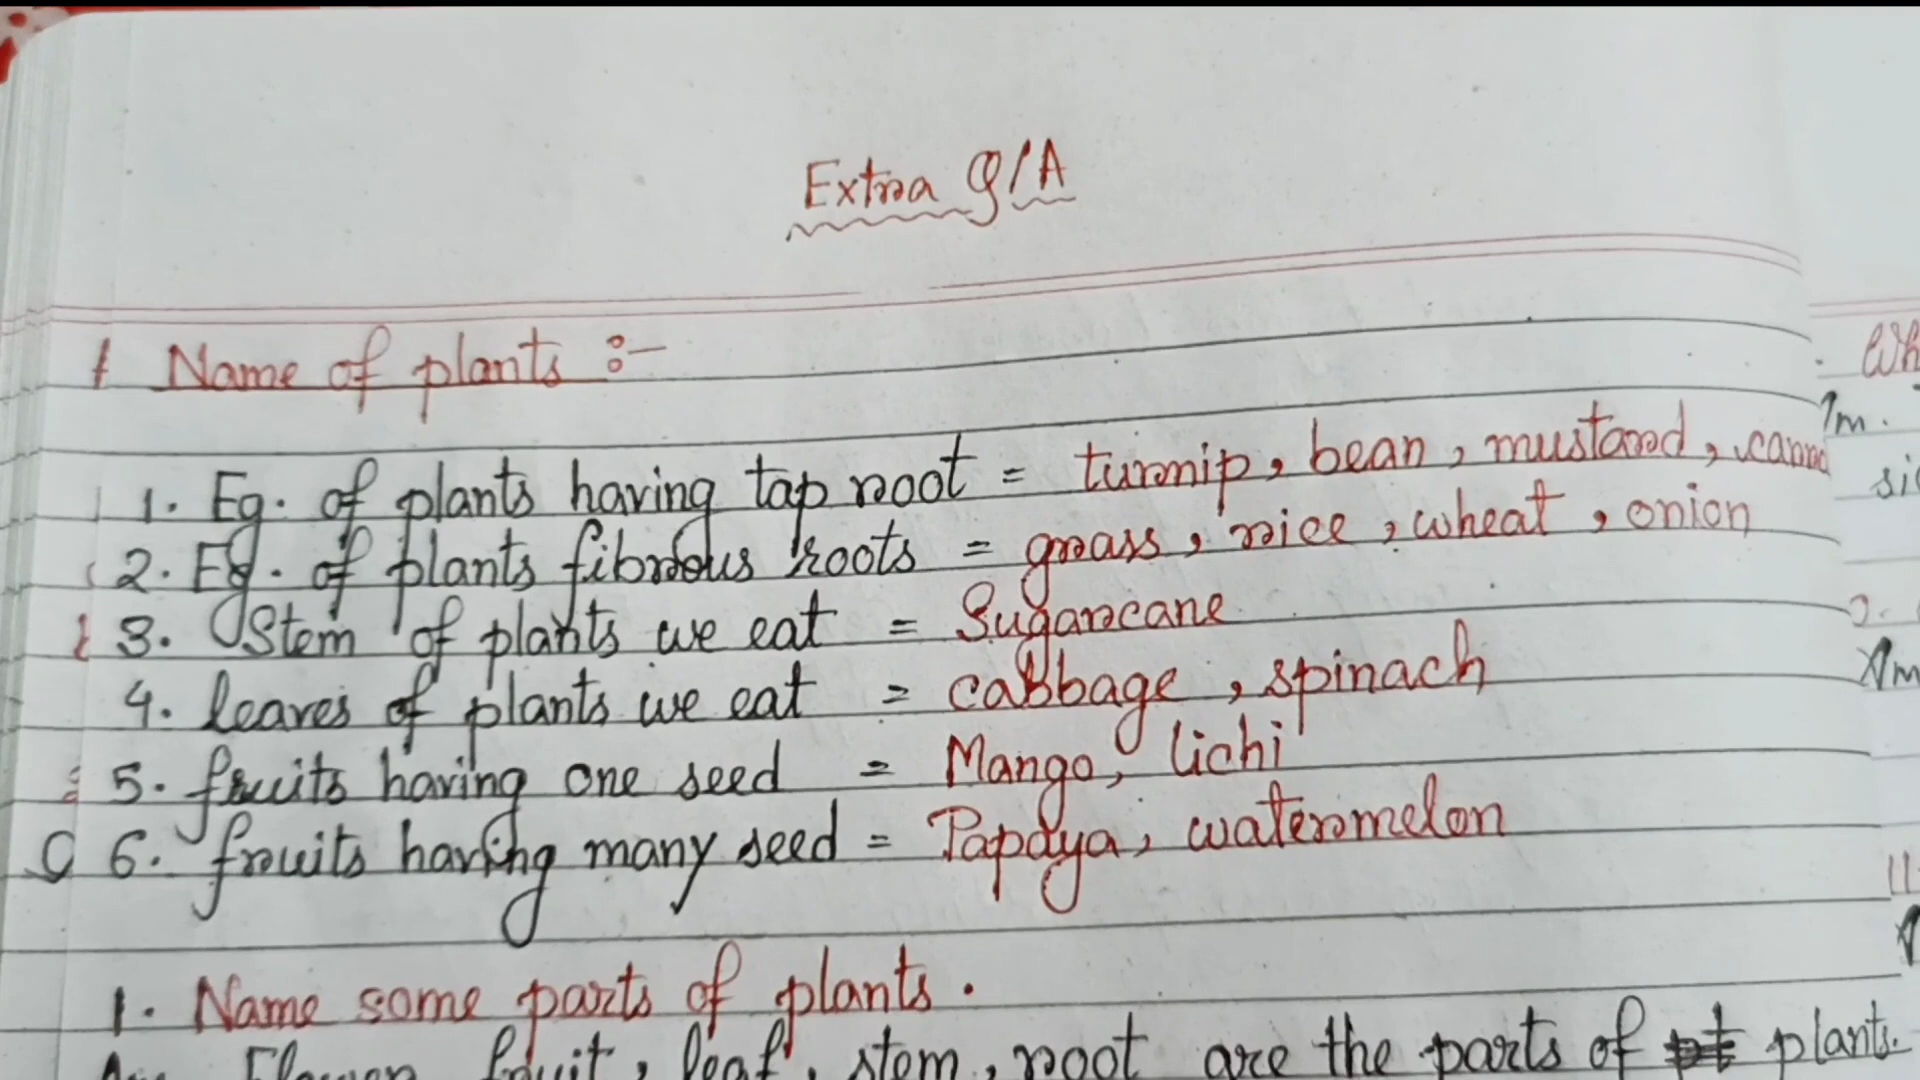 Extra Q/A
1 Name of plants :-
1. Eg. of plants having tap root = turnip, bean, mustard,
2. Eg. of plants fibrous roots = grass, rice, wheat, onion
3. Stem of plants we eat = Sugarcane
4. leaves of plants we eat = cabbage, spinach
5. fruits having one seed = Mango, lichi
6. fruits having many seed = Papaya, watermelon
1. Name some parts of plants.
Flower, fruit, leaf, stem, root are the parts of plants.